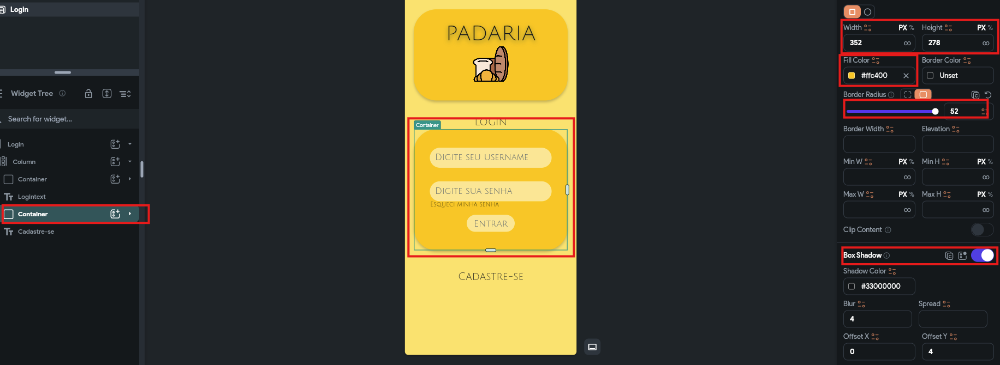 Login
Widget Tree
Search for widget...
Login
Column
Container
Logintext
Container
Cadastre-se
PADARIA
LOGIN
Container
DIGITE SEU USERNAME
DIGITE SUA SENHA
ESQUECI MINHA SENHA
ENTRAR
CADASTRE-SE
Width PX % Height PX %
352 ∞ 278 ∞
Fill Color Border Color
#ffc400 Unset
Border Radius
52
Border Width Elevation
Min W PX % Min H PX %
∞ ∞
Max W PX % Max H PX %
∞ ∞
Clip Content
Box Shadow
Shadow Color
#33000000
Blur Spread
4
Offset X Offset Y
0 4